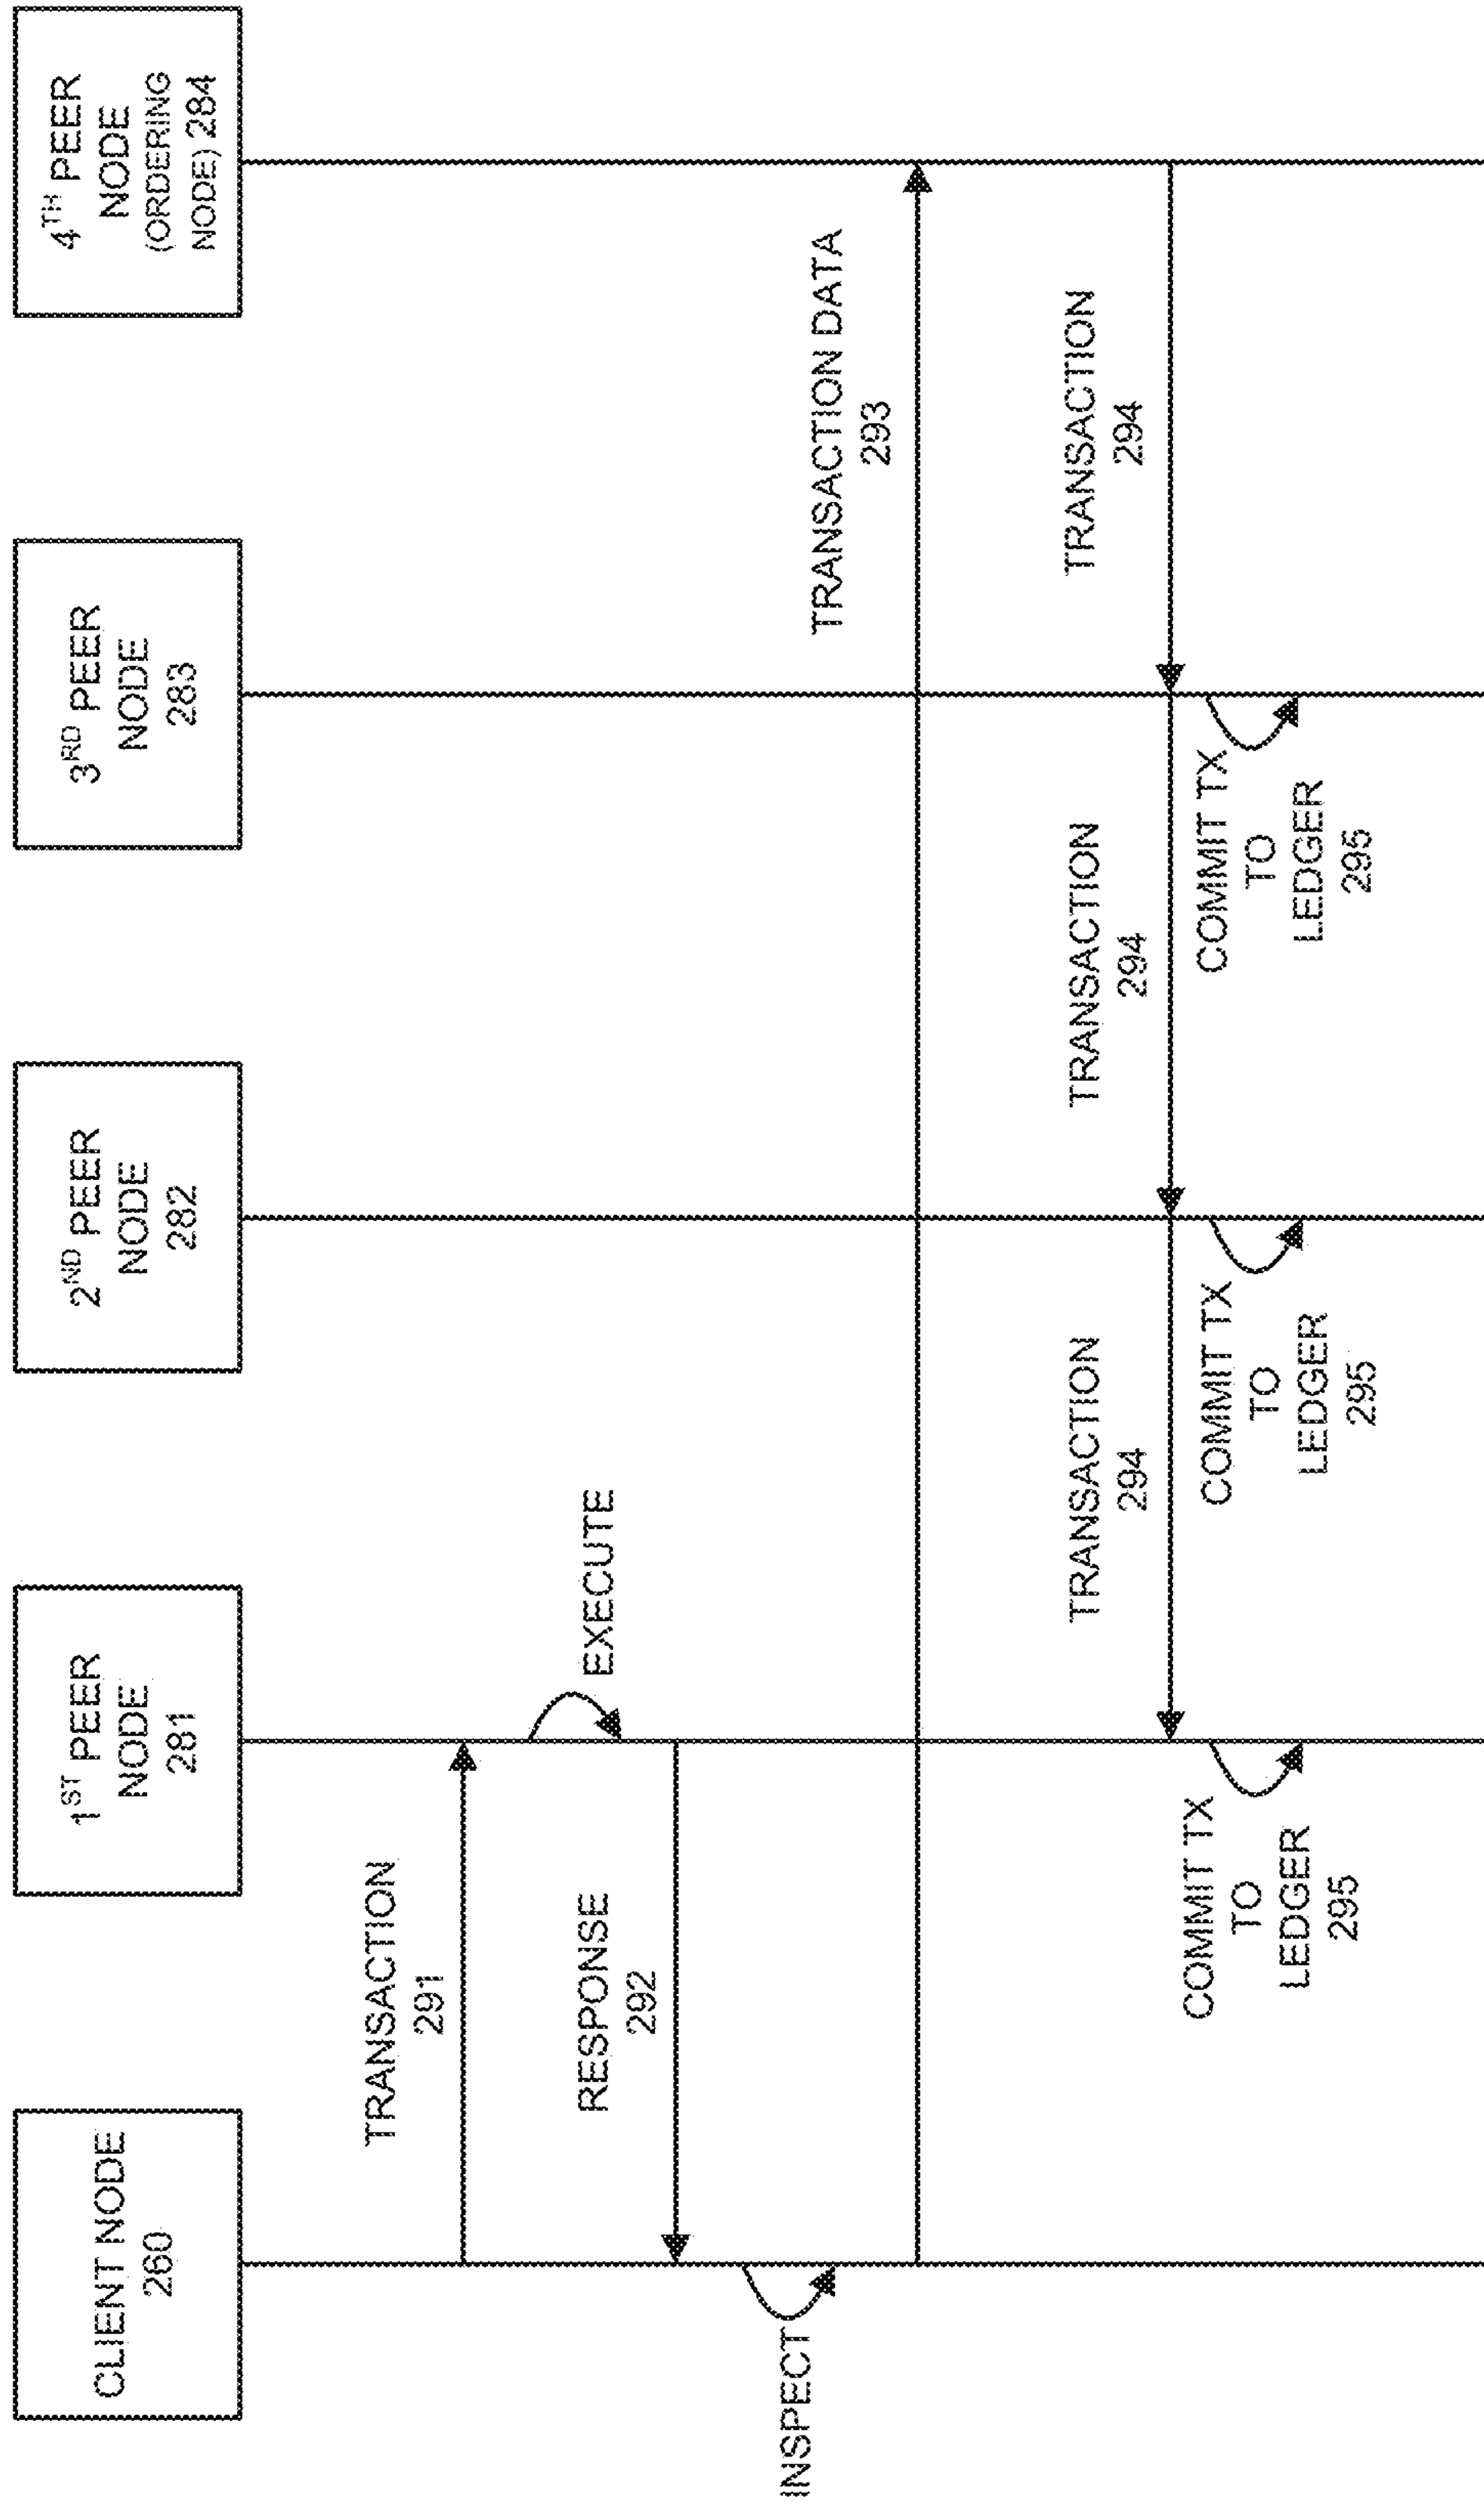 CLIENT NODE
260
1ST PEER
NODE
281
2ND PEER
NODE
282
3RD PEER
NODE
283
4TH PEER
NODE
(ORDERING
NODE) 284
TRANSACTION
291
EXECUTE
RESPONSE
292
INSPECT
TRANSACTION DATA
293
TRANSACTION
294
TRANSACTION
294
TRANSACTION
294
COMMIT TX
TO
LEDGER
295
COMMIT TX
TO
LEDGER
295
COMMIT TX
TO
LEDGER
295